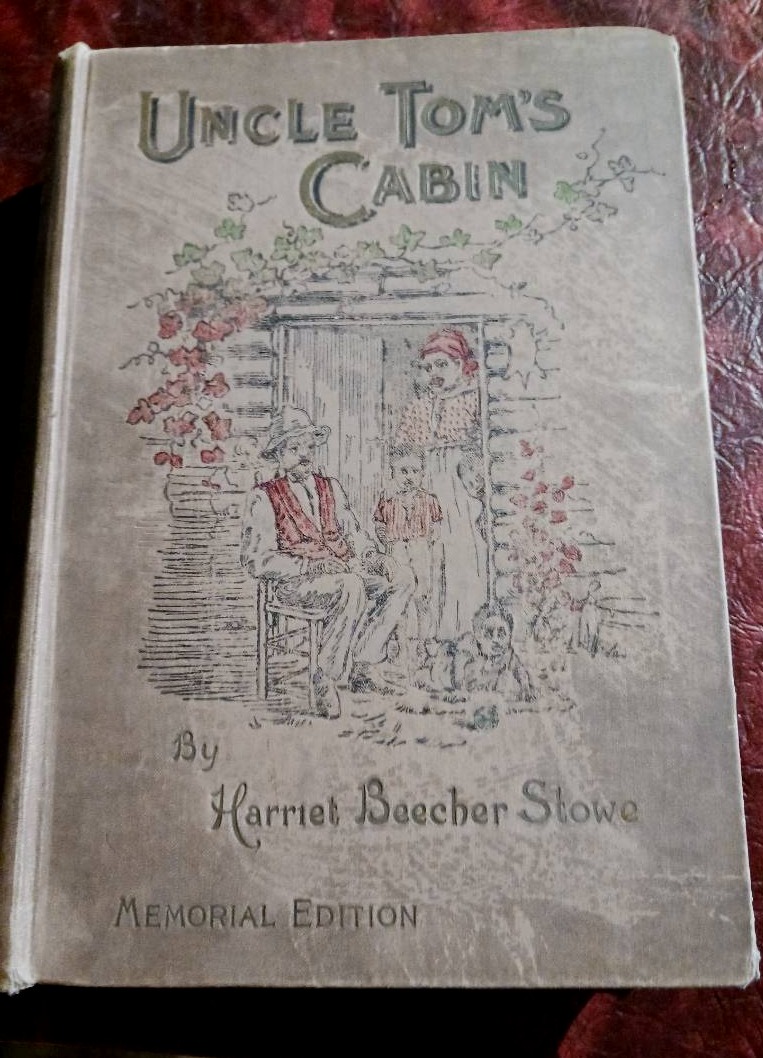 UNCLE TOM'S
CABIN
By
Harriet Beecher Stowe
MEMORIAL EDITION